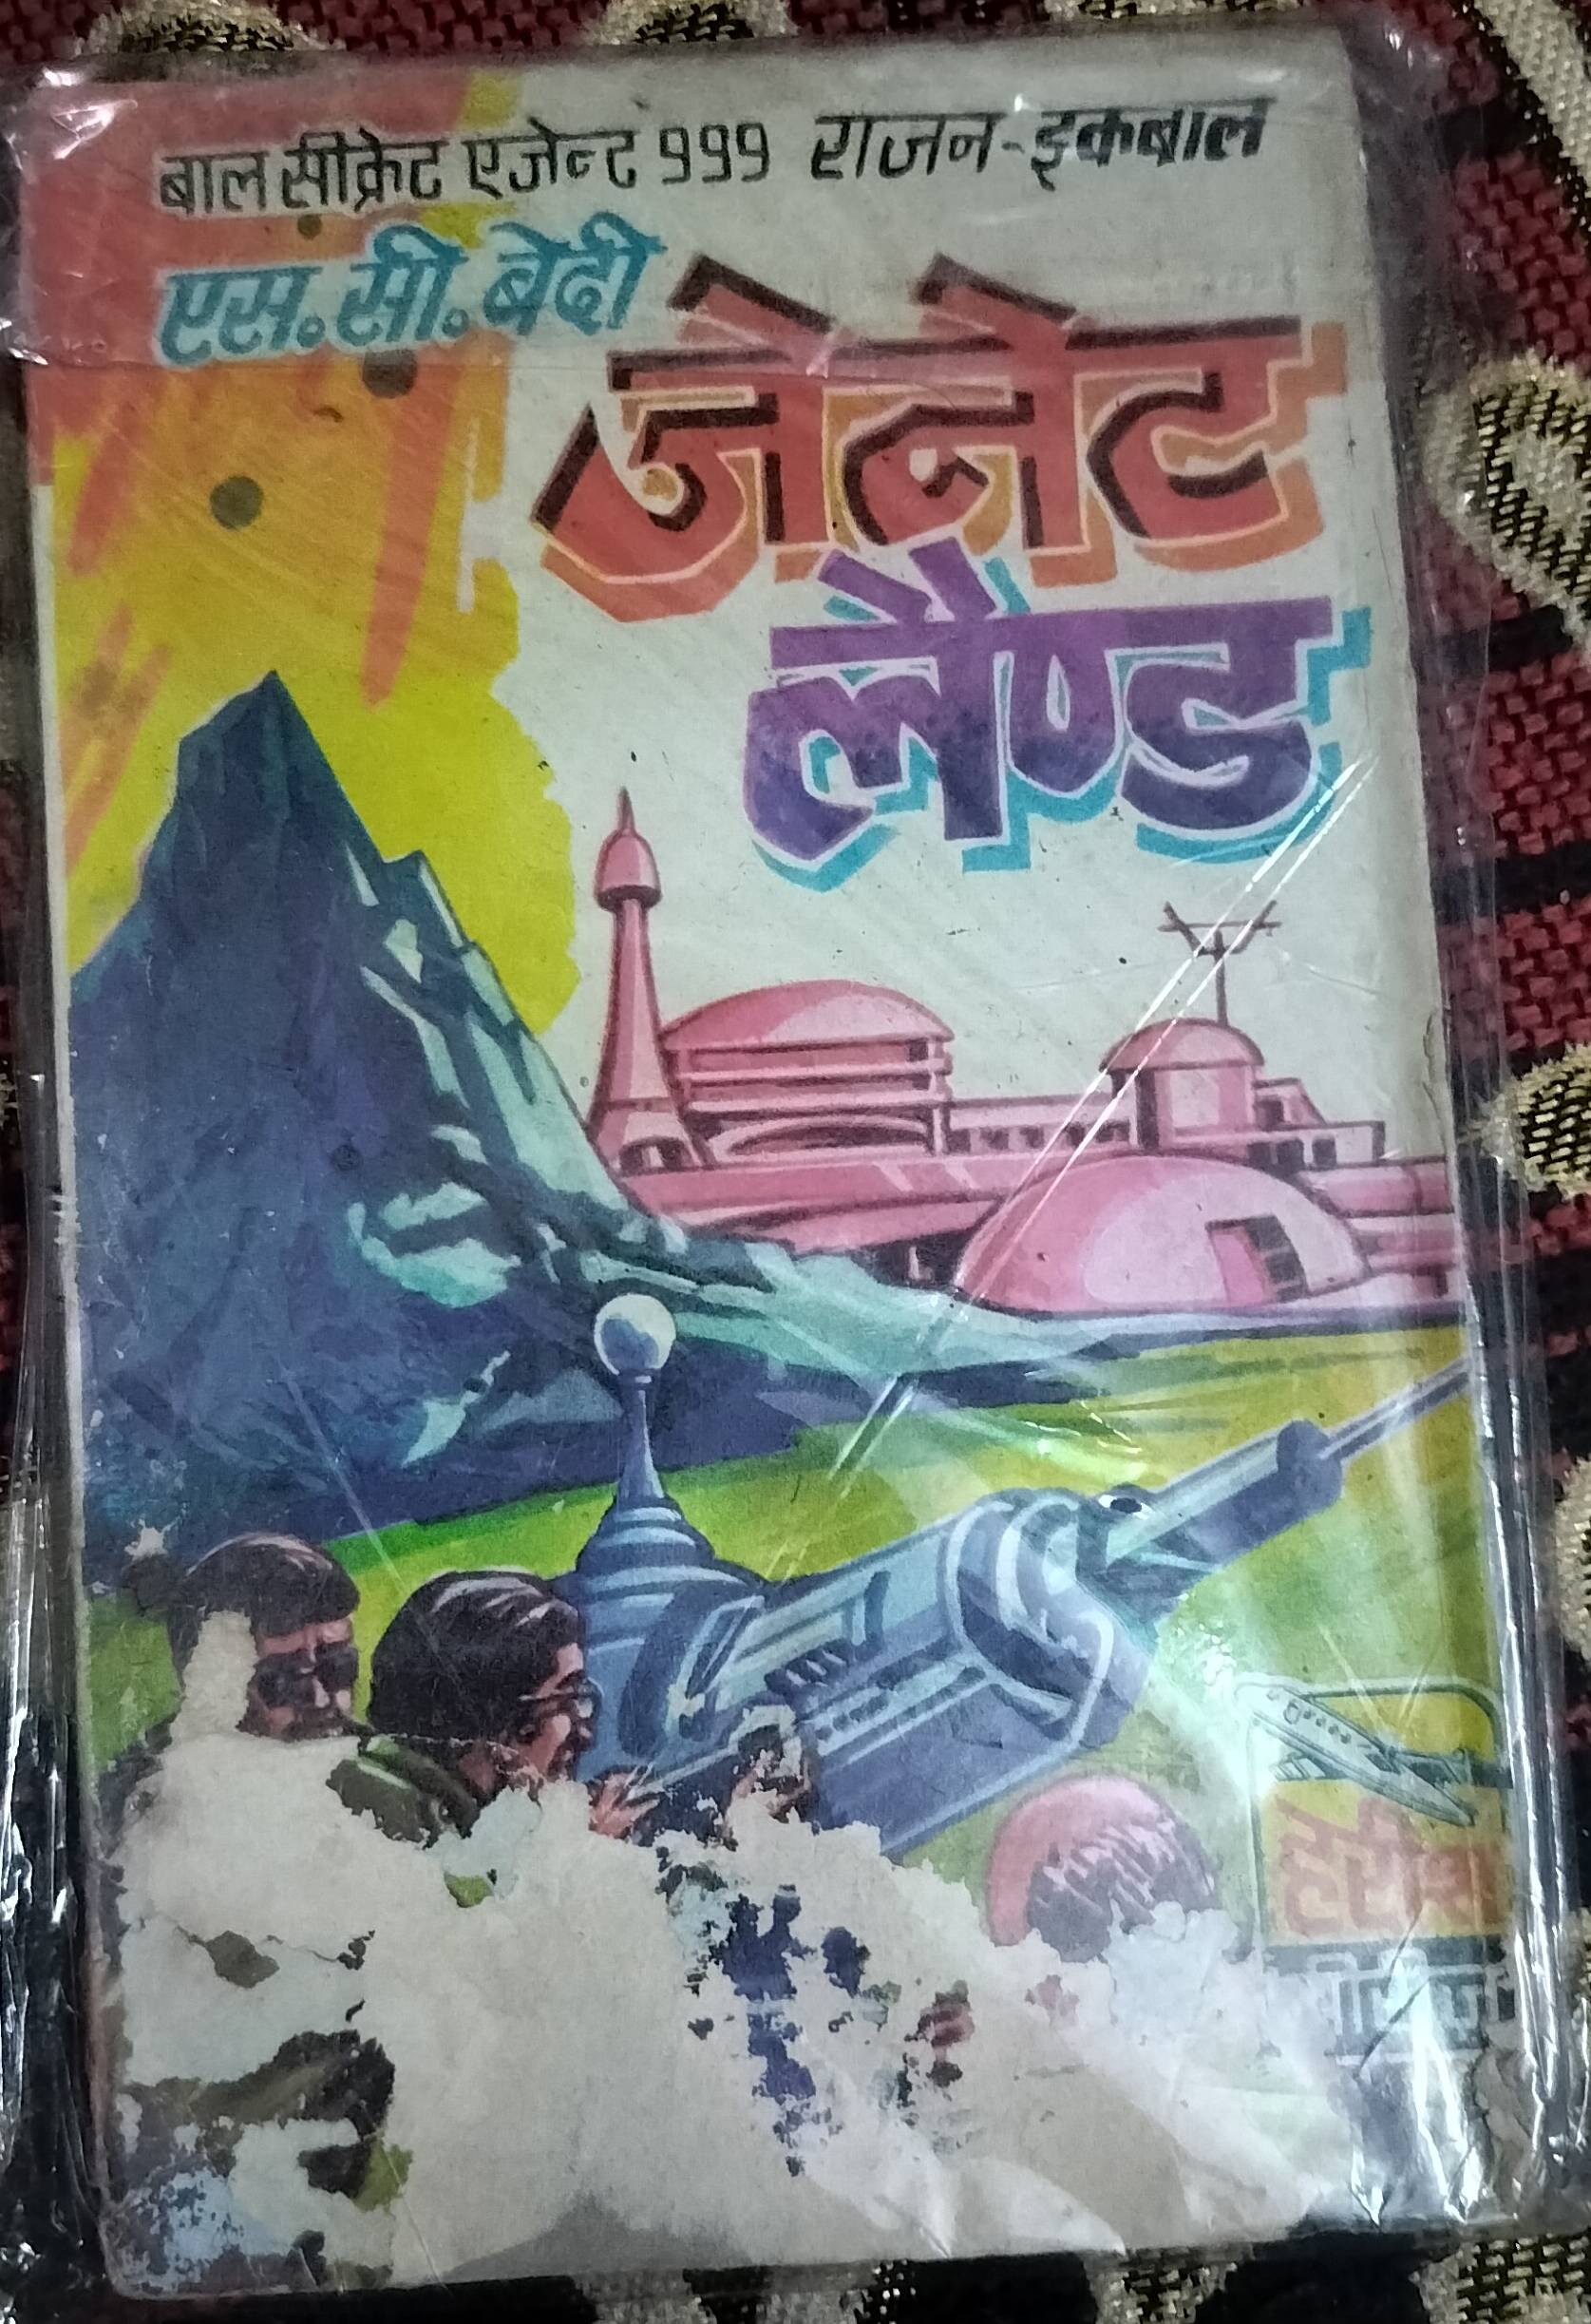 बाल सीक्रेट एजेन्ट 999 राजन-इकबाल
एस.सी.बेदी
जेनेट
लैण्ड